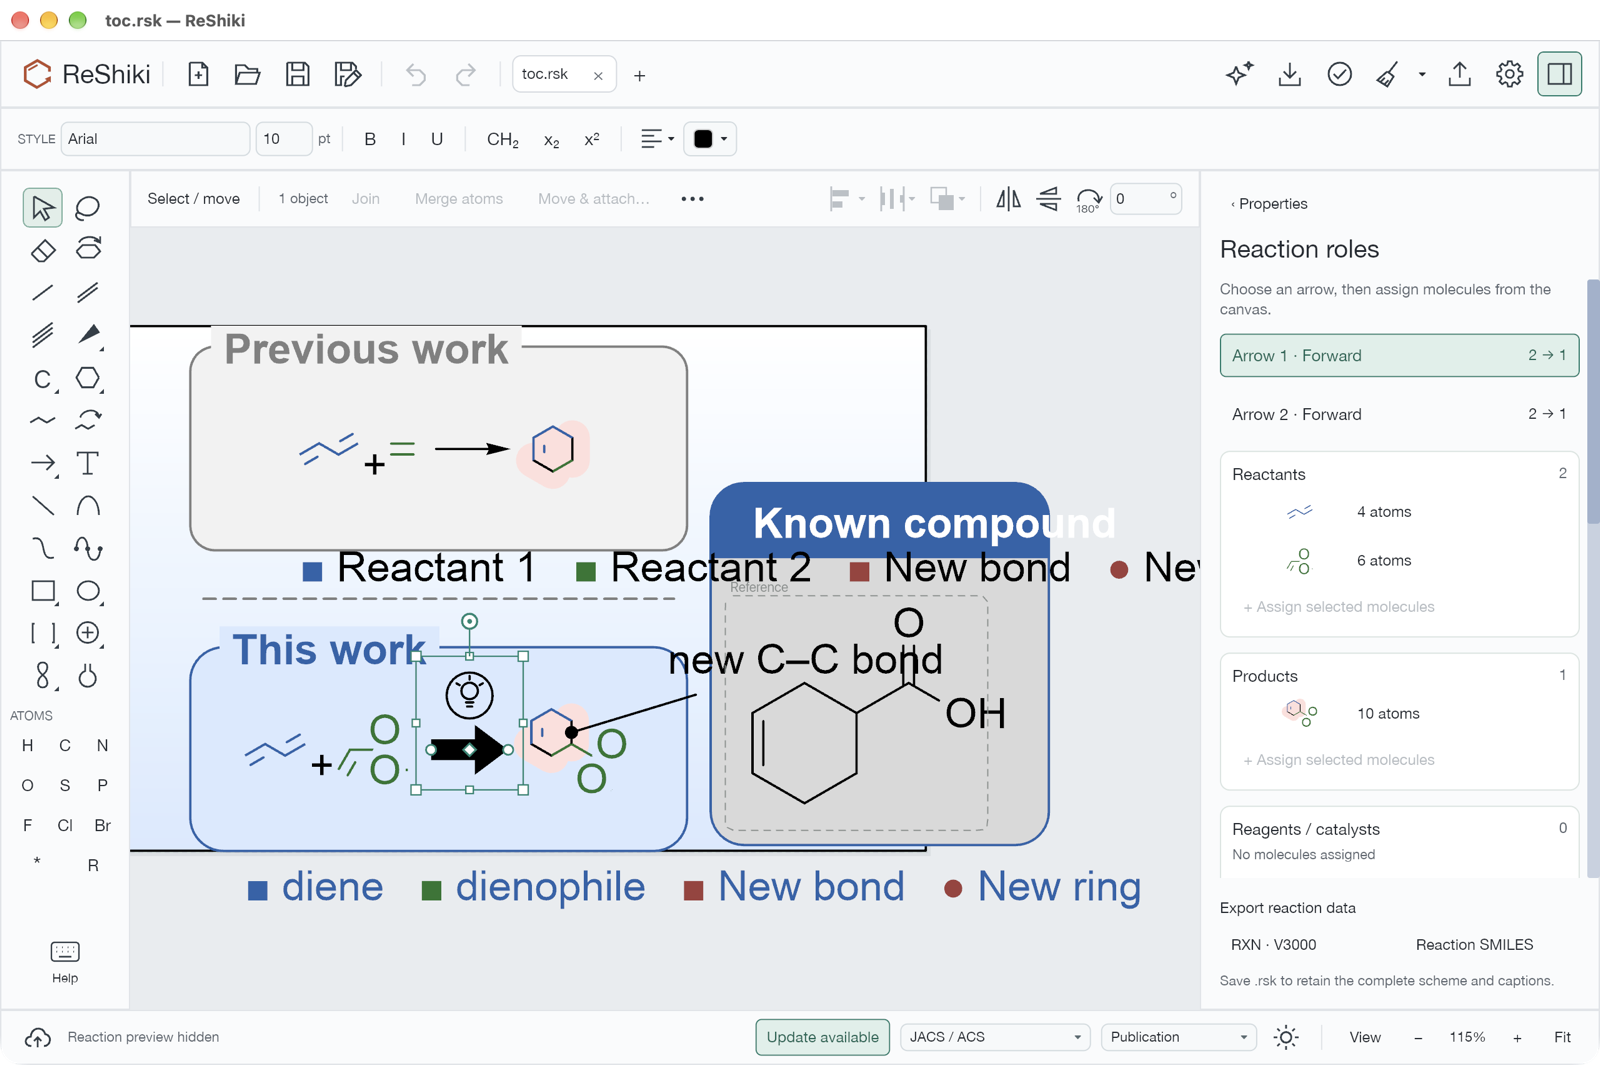 toc.rsk — ReShiki
ReShiki
toc.rsk
STYLE Arial 10 pt B I U CH₂ x₂ x²
Select / move 1 object Join Merge atoms Move & attach... 180° 0 °
C
T
ATOMS
H C N
O S P
F Cl Br
* R
Help
Previous work
+
Known compound
Reactant 1 Reactant 2 New bond
Reference
This work
new C–C bond
O
OH
+
O
O
O
O
diene dienophile New bond New ring
‹ Properties
Reaction roles
Choose an arrow, then assign molecules from the
canvas.
Arrow 1 · Forward 2 → 1
Arrow 2 · Forward 2 → 1
Reactants 2
4 atoms
O
O
6 atoms
+ Assign selected molecules
Products 1
O
O
10 atoms
+ Assign selected molecules
Reagents / catalysts 0
No molecules assigned
Export reaction data
RXN · V3000 Reaction SMILES
Save .rsk to retain the complete scheme and captions.
Reaction preview hidden Update available JACS / ACS Publication View − 115% + Fit